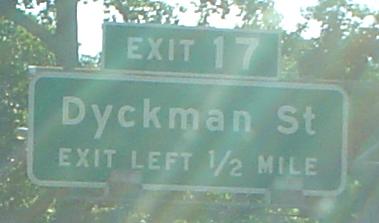 EXIT 17
Dyckman St
EXIT LEFT 1/2 MILE